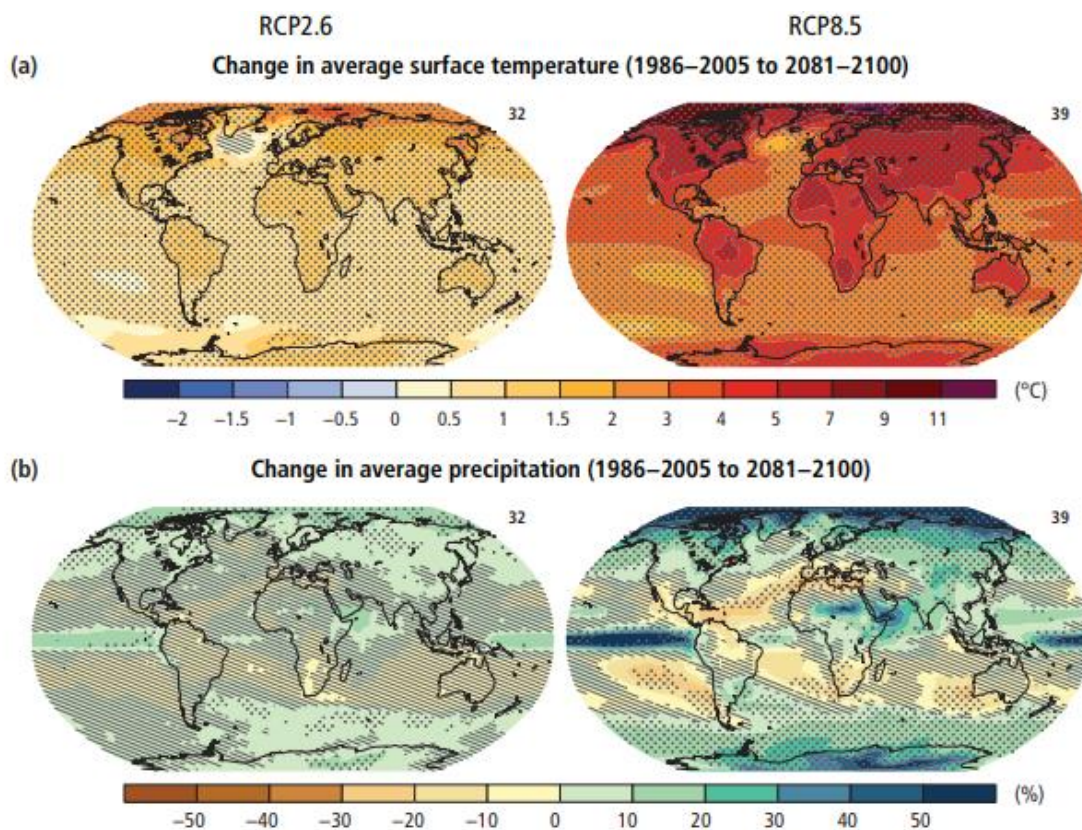 RCP2.6 RCP8.5
(a) Change in average surface temperature (1986–2005 to 2081–2100)
32 39
(°C)
−2 −1.5 −1 −0.5 0 0.5 1 1.5 2 3 4 5 7 9 11
(b) Change in average precipitation (1986–2005 to 2081–2100)
32 39
(%)
−50 −40 −30 −20 −10 0 10 20 30 40 50